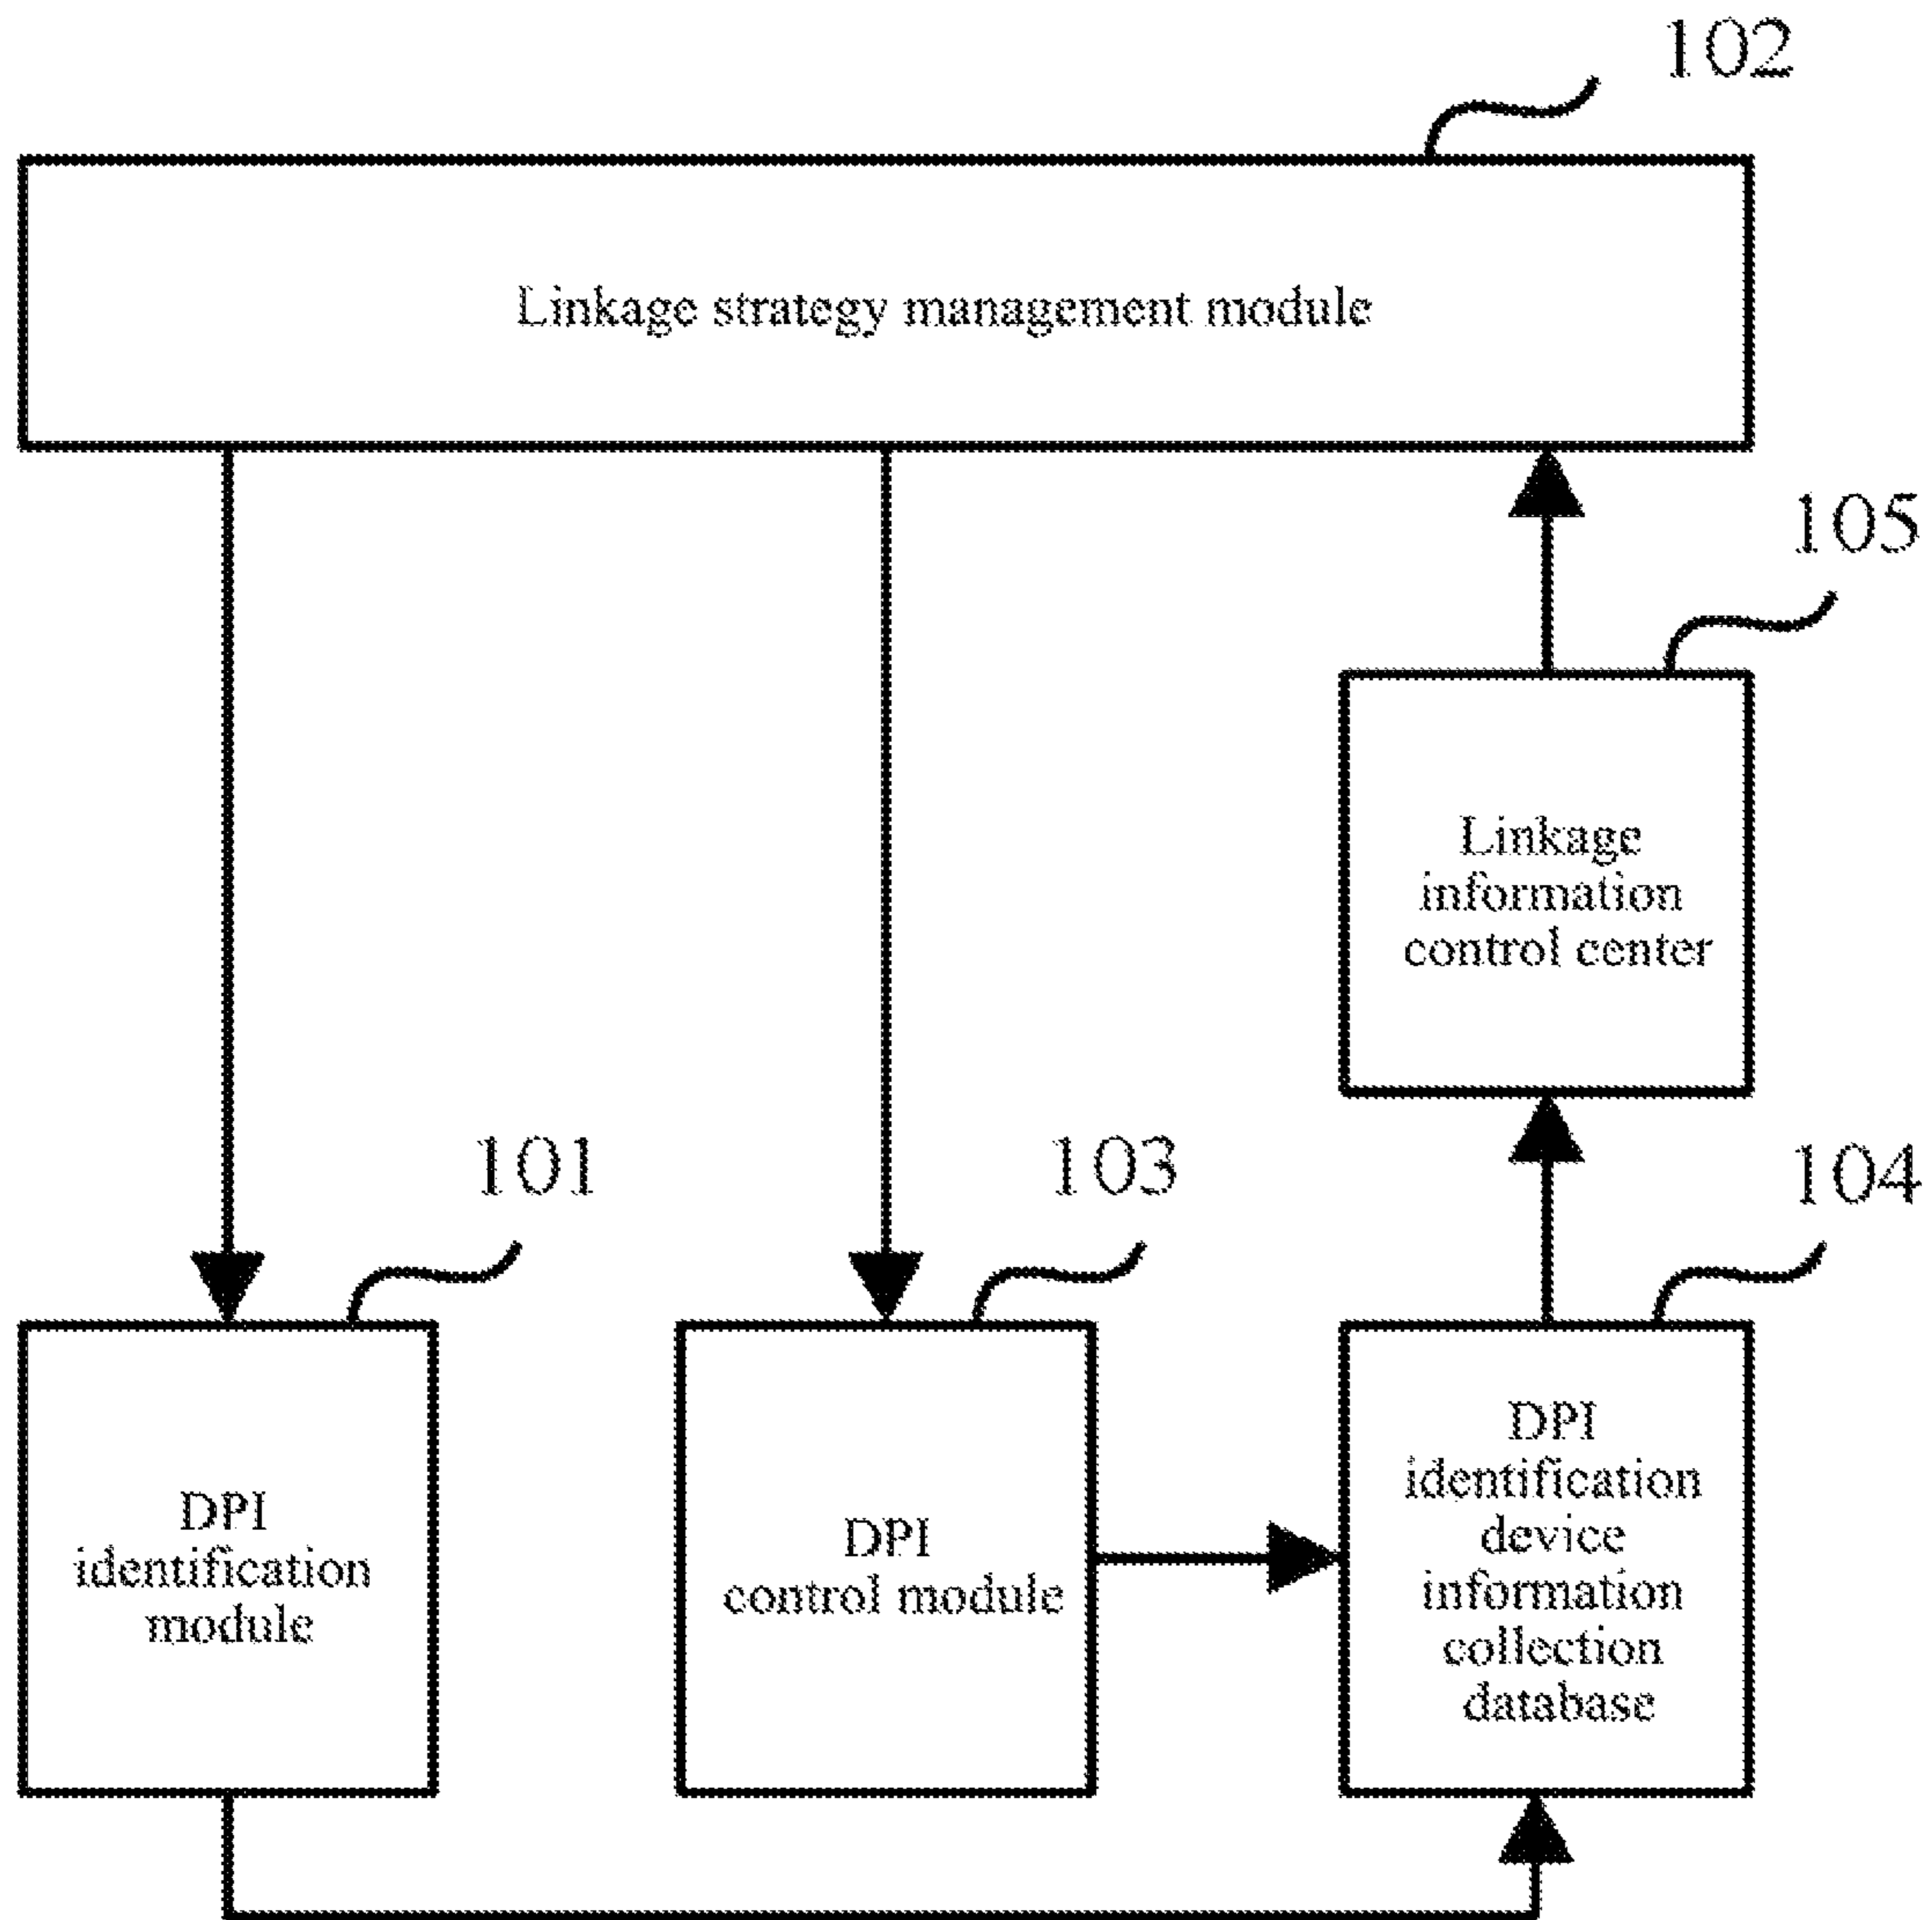 102
Linkage strategy management module
105
Linkage
information
control center
101
103
104
DPI
identification
module
DPI
control module
DPI
identification
device
information
collection
database